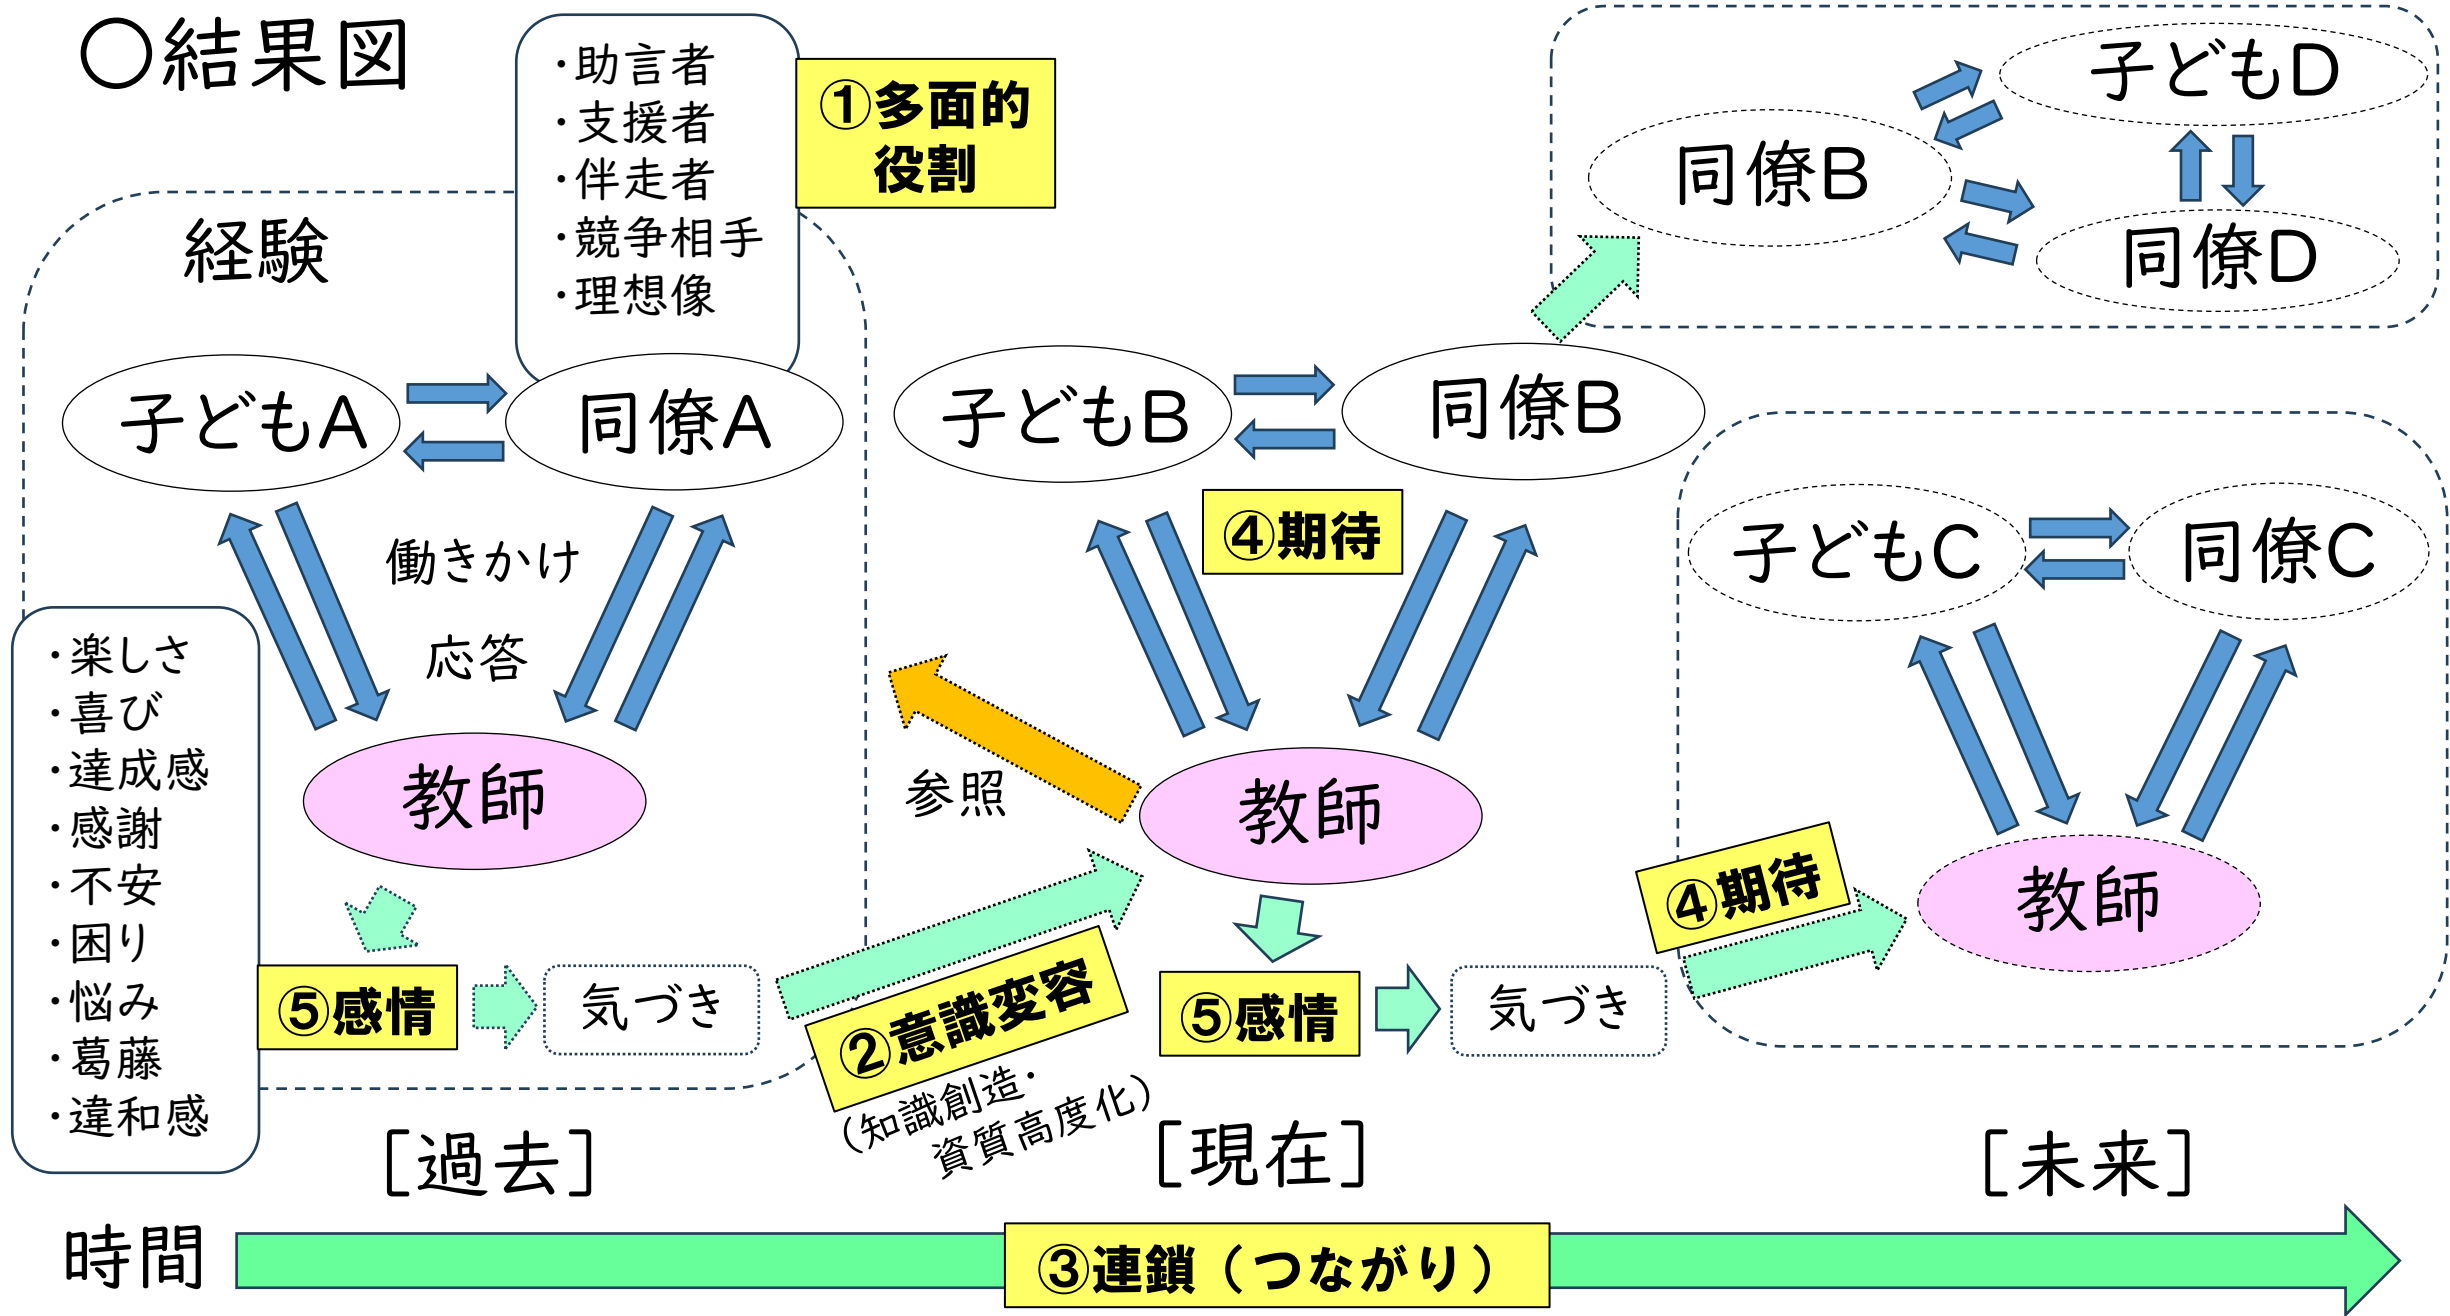 〇結果図
・助言者
・支援者
・伴走者
・競争相手
・理想像
①多面的
役割
経験
子どもA
同僚A
働きかけ
応答
教師
・楽しさ
・喜び
・達成感
・感謝
・不安
・困り
・悩み
・葛藤
・違和感
⑤感情
気づき
参照
②意識変容
（知識創造・
資質高度化）
子どもB
同僚B
④期待
教師
⑤感情
気づき
同僚B
子どもD
同僚D
子どもC
同僚C
④期待
教師
［過去］
［現在］
［未来］
時間
③連鎖（つながり）